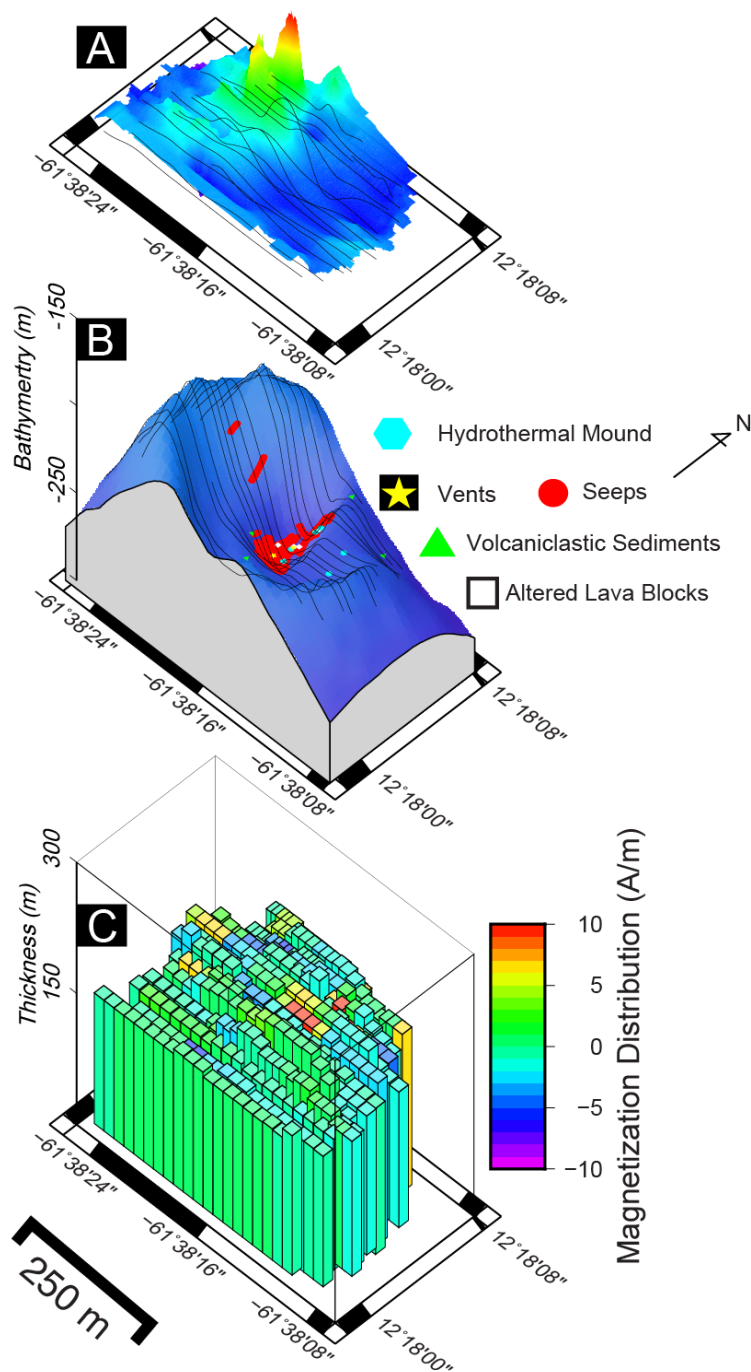 A
−61˚38'24"
−61˚38'16"
−61˚38'08"
12˚18'00"
12˚18'08"
B
Bathymertry (m)
-150
-250
Hydrothermal Mound
N
Vents
Seeps
Volcaniclastic Sediments
Altered Lava Blocks
−61˚38'24"
−61˚38'16"
−61˚38'08"
12˚18'00"
12˚18'08"
C
Thickness (m)
300
150
Magnetization Distribution (A/m)
10
5
0
−5
−10
−61˚38'24"
−61˚38'16"
−61˚38'08"
12˚18'00"
12˚18'08"
250 m